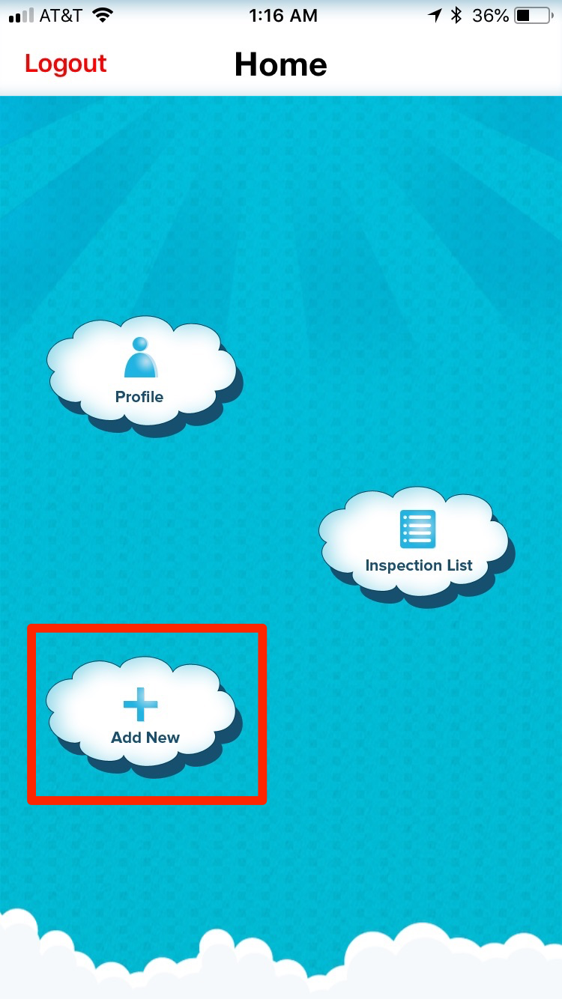 AT&T 1:16 AM 36%
Logout Home
Profile
Inspection List
Add New